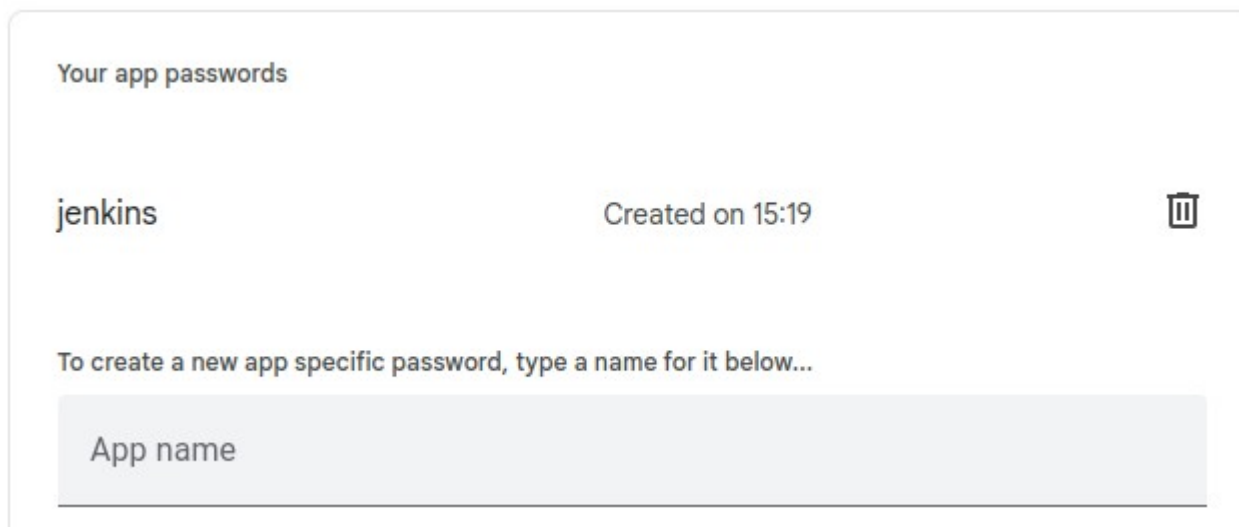 Your app passwords
jenkins
Created on 15:19
To create a new app specific password, type a name for it below...
App name